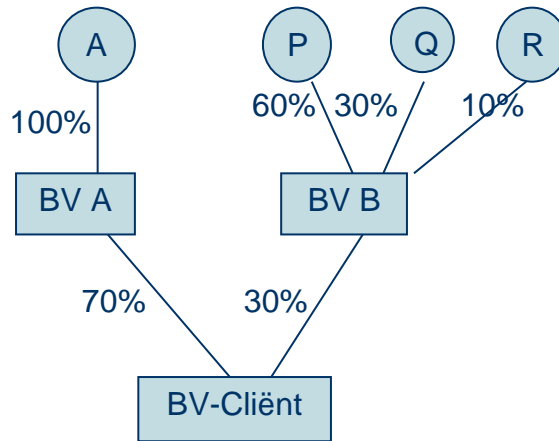 A P Q R
100% 60% 30% 10%
BV A BV B
70% 30%
BV-Cliënt